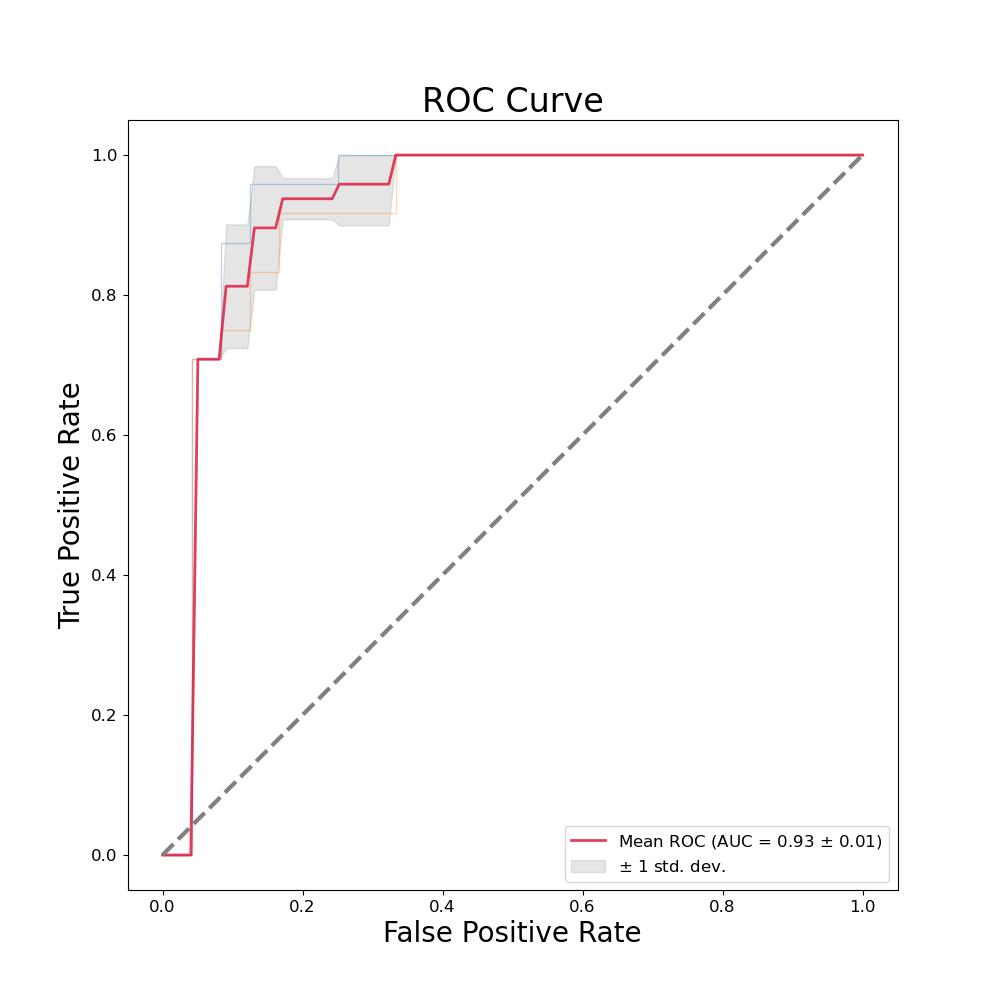 ROC Curve
True Positive Rate
1.0
0.8
0.6
0.4
0.2
0.0
Mean ROC (AUC = 0.93 ± 0.01)
± 1 std. dev.
0.0 0.2 0.4 0.6 0.8 1.0
False Positive Rate